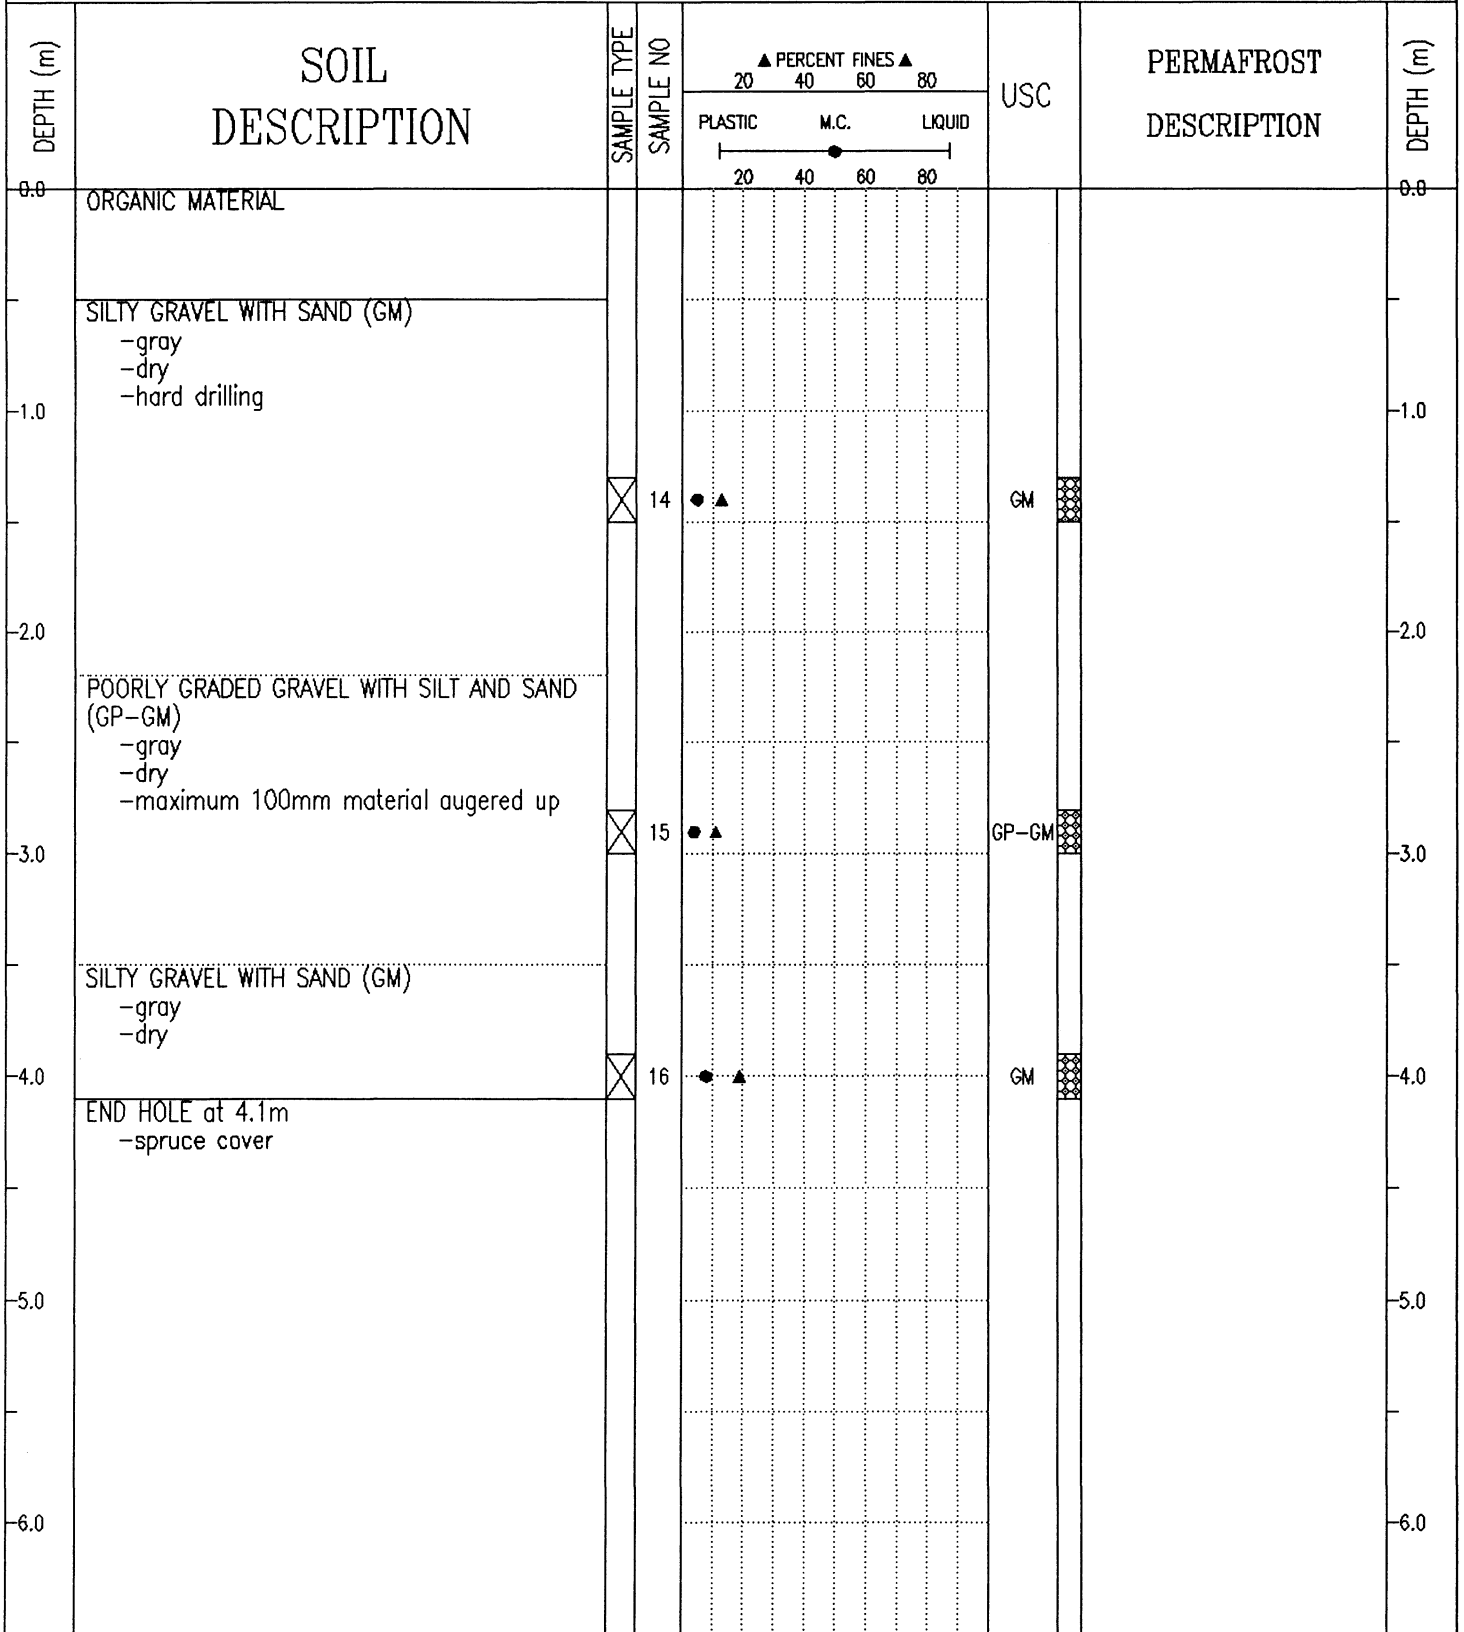 DEPTH (m)
SOIL
DESCRIPTION
SAMPLE TYPE
SAMPLE NO
▲ PERCENT FINES ▲
20 40 60 80
PLASTIC M.C. LIQUID
20 40 60 80
USC
PERMAFROST
DESCRIPTION
DEPTH (m)
0.0 0.0
ORGANIC MATERIAL
SILTY GRAVEL WITH SAND (GM)
-gray
-dry
-hard drilling
1.0 1.0
14 GM
2.0 2.0
POORLY GRADED GRAVEL WITH SILT AND SAND
(GP-GM)
-gray
-dry
-maximum 100mm material augered up
15 GP-GM
3.0 3.0
SILTY GRAVEL WITH SAND (GM)
-gray
-dry
4.0 16 GM 4.0
END HOLE at 4.1m
-spruce cover
5.0 5.0
6.0 6.0